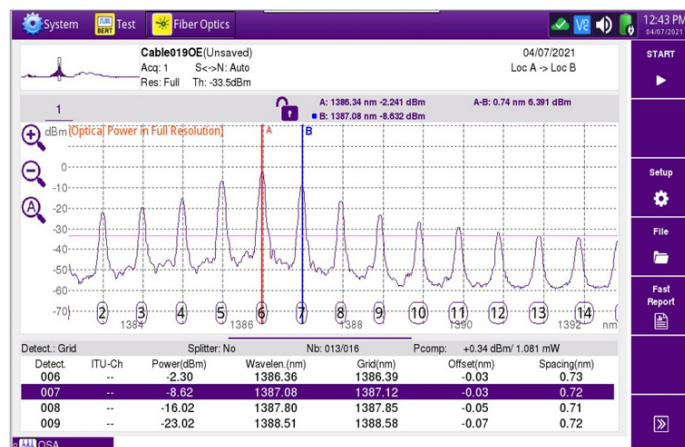 System Test Fiber Optics 12:43 PM
BERT V2 04/07/2021
Cable019OE(Unsaved) 04/07/2021 START
Acq: 1 S<->N: Auto Loc A -> Loc B
Res: Full Th: -33.5dBm
1 A: 1386.34 nm -2.241 dBm A-B: 0.74 nm 6.391 dBm
B: 1387.08 nm -8.632 dBm
dBm (Optical Power in Full Resolution) A B
0
-10 Setup
-20
A
-30 File
-40
-50
-60 Fast
Report
-70 2 3 4 5 6 7 8 9 10 11 12 13 14
1384 1386 1388 1390 1392 nm
Detect.: Grid Splitter: No Nb: 013/016 Pcomp: +0.34 dBm/ 1.081 mW
Detect. ITU-Ch Power(dBm) Wavelen.(nm) Grid(nm) Offset(nm) Spacing(nm)
006 -- -2.30 1386.36 1386.39 -0.03 0.73
007 -- -8.62 1387.08 1387.12 -0.03 0.72
008 -- -16.02 1387.80 1387.85 -0.05 0.71
009 -- -23.02 1388.51 1388.58 -0.07 0.72
OSA